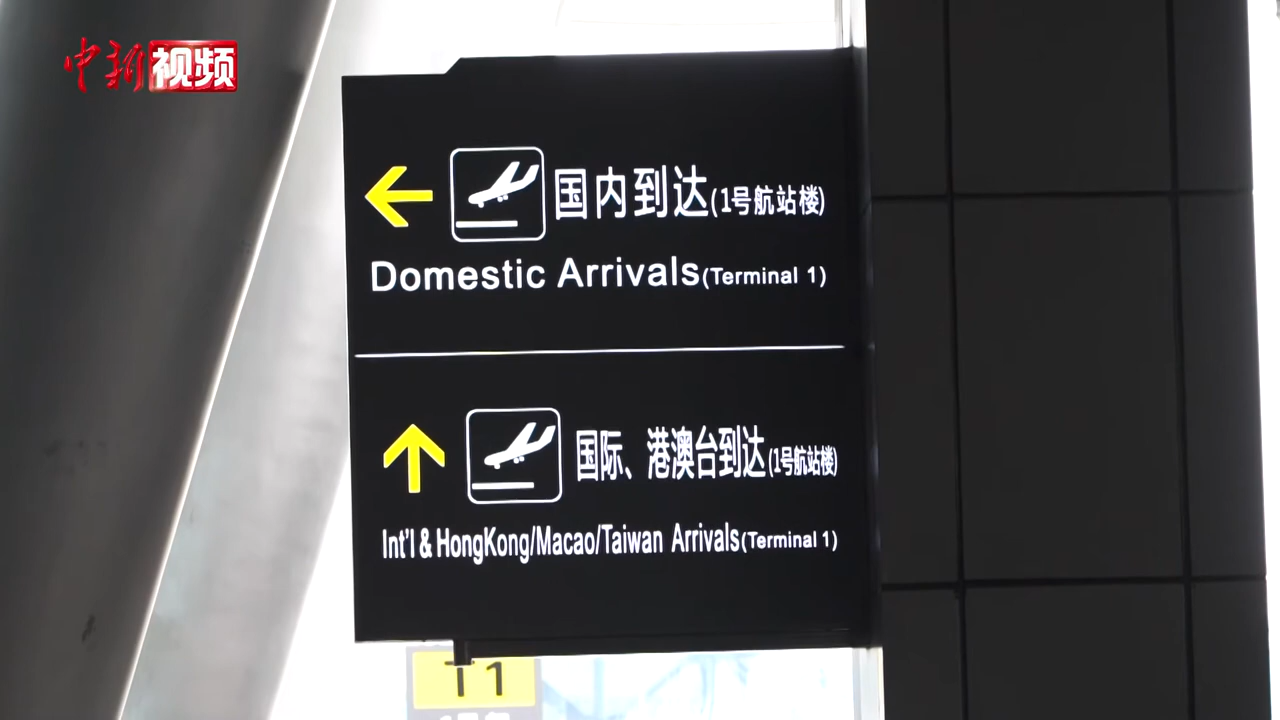 中新视频
国内到达(1号航站楼)
Domestic Arrivals(Terminal 1)
国际、港澳台到达(1号航站楼)
Int'l & HongKong/Macao/Taiwan Arrivals(Terminal 1)
T1